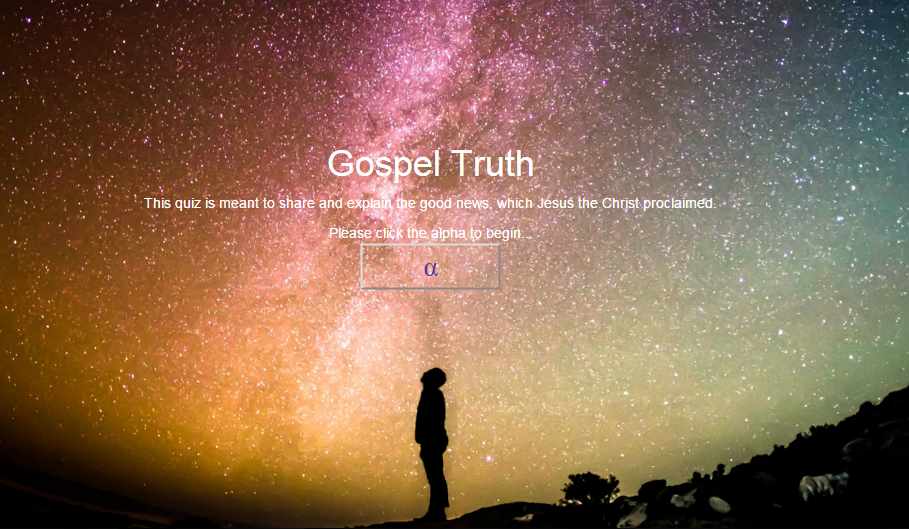 Gospel Truth
This quiz is meant to share and explain the good news, which Jesus the Christ proclaimed.
Please click the alpha to begin...
α